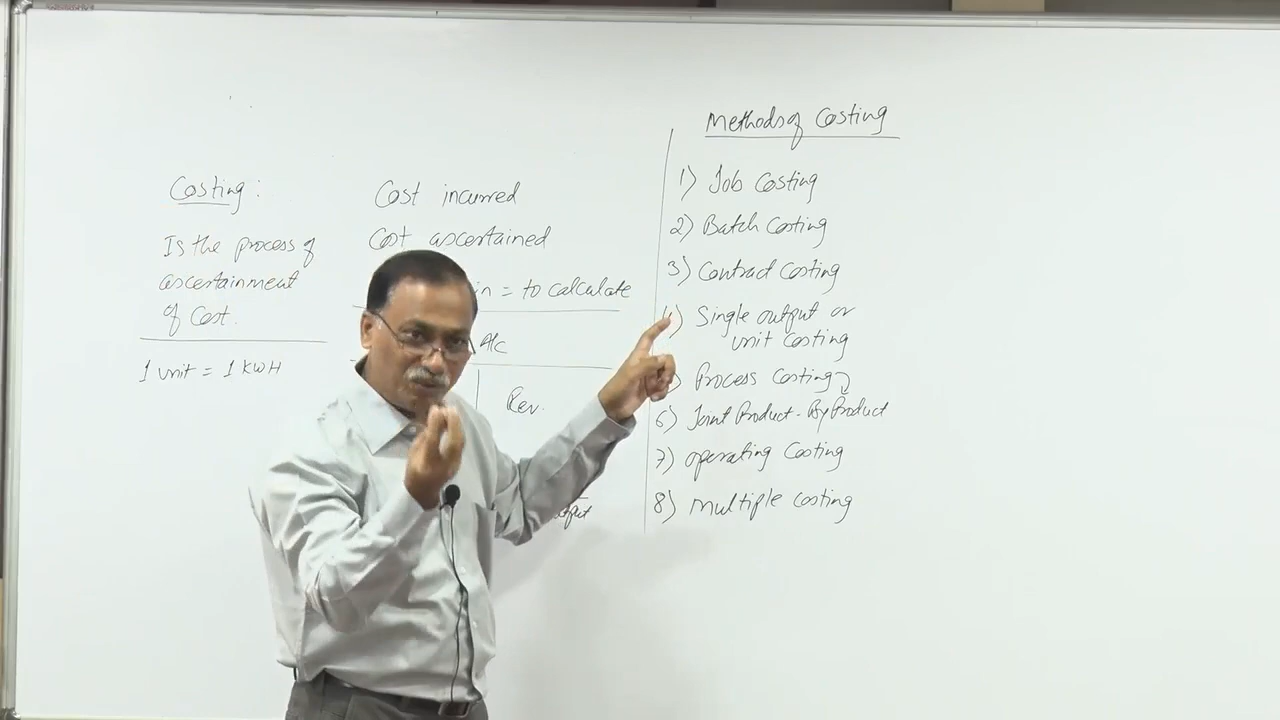 Costing :
Is the process of
ascertainment
of Cost.
1 unit = 1 KWH
Cost incurred
Cost ascertained
= to calculate
A/c
Rev.
Methods of Costing
1) Job Costing
2) Batch Costing
3) Contract Costing
Single output or
unit Costing
Process Costing
6) Joint Product - By Product
7) Operating Costing
8) Multiple Costing